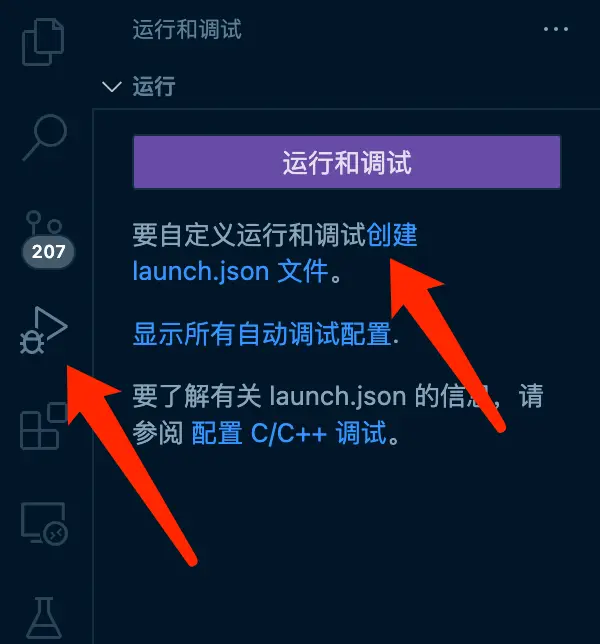 运行和调试
运行
运行和调试
207
要自定义运行和调试创建
launch.json 文件。
显示所有自动调试配置.
要了解有关 launch.json 的信息，请
参阅 配置 C/C++ 调试。